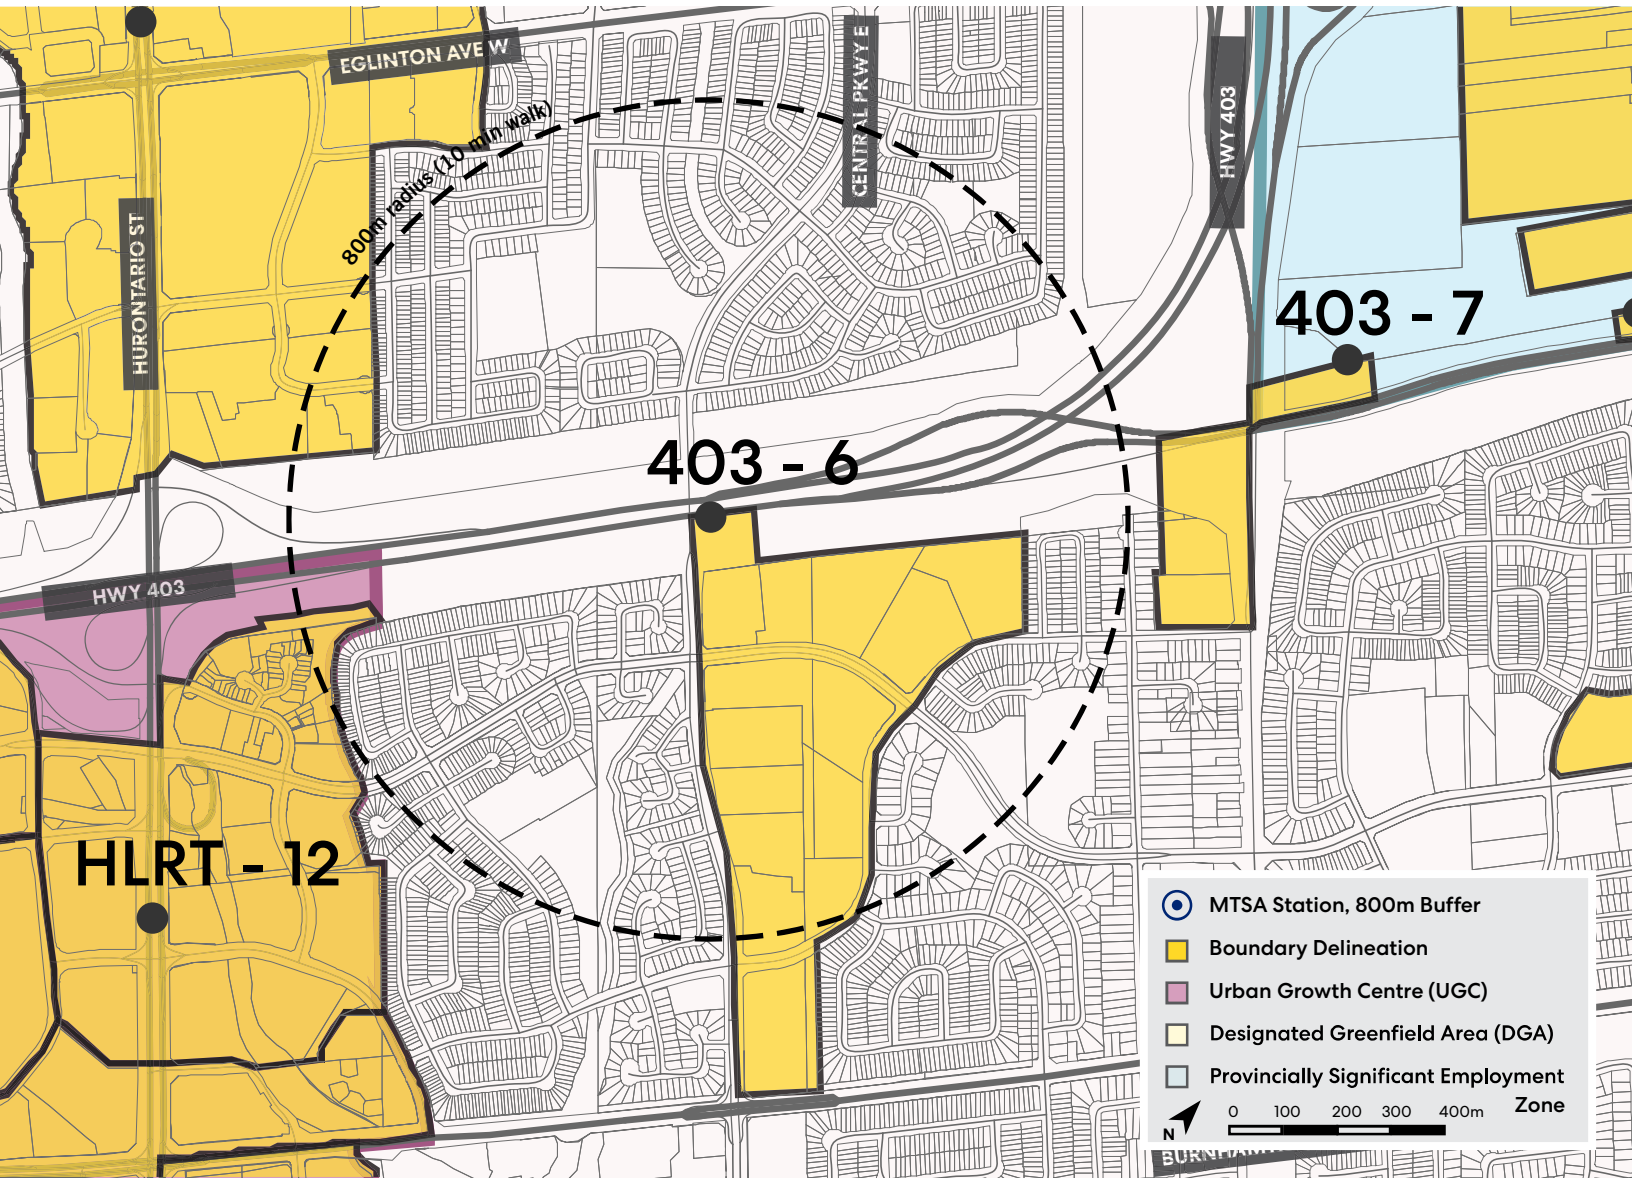 EGLINTON AVE W
CENTRAL PKWY E
HWY 403
800m radius (10 min walk)
HURONTARIO ST
403 - 7
403 - 6
HWY 403
HLRT - 12
MTSA Station, 800m Buffer
Boundary Delineation
Urban Growth Centre (UGC)
Designated Greenfield Area (DGA)
Provincially Significant Employment
Zone
0 100 200 300 400m
N